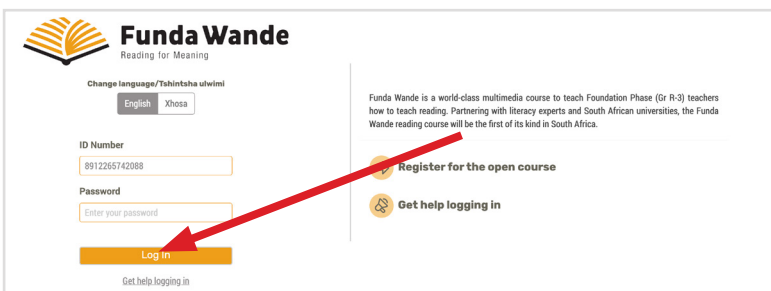 Funda Wande
Reading for Meaning
Change language/Tshintsha ulwimi
English Xhosa
ID Number
8912265742088
Password
Enter your password
Log In
Get help logging in
Funda Wande is a world-class multimedia course to teach Foundation Phase (Gr R-3) teachers
how to teach reading. Partnering with literacy experts and South African universities, the Funda
Wande reading course will be the first of its kind in South Africa.
Register for the open course
Get help logging in